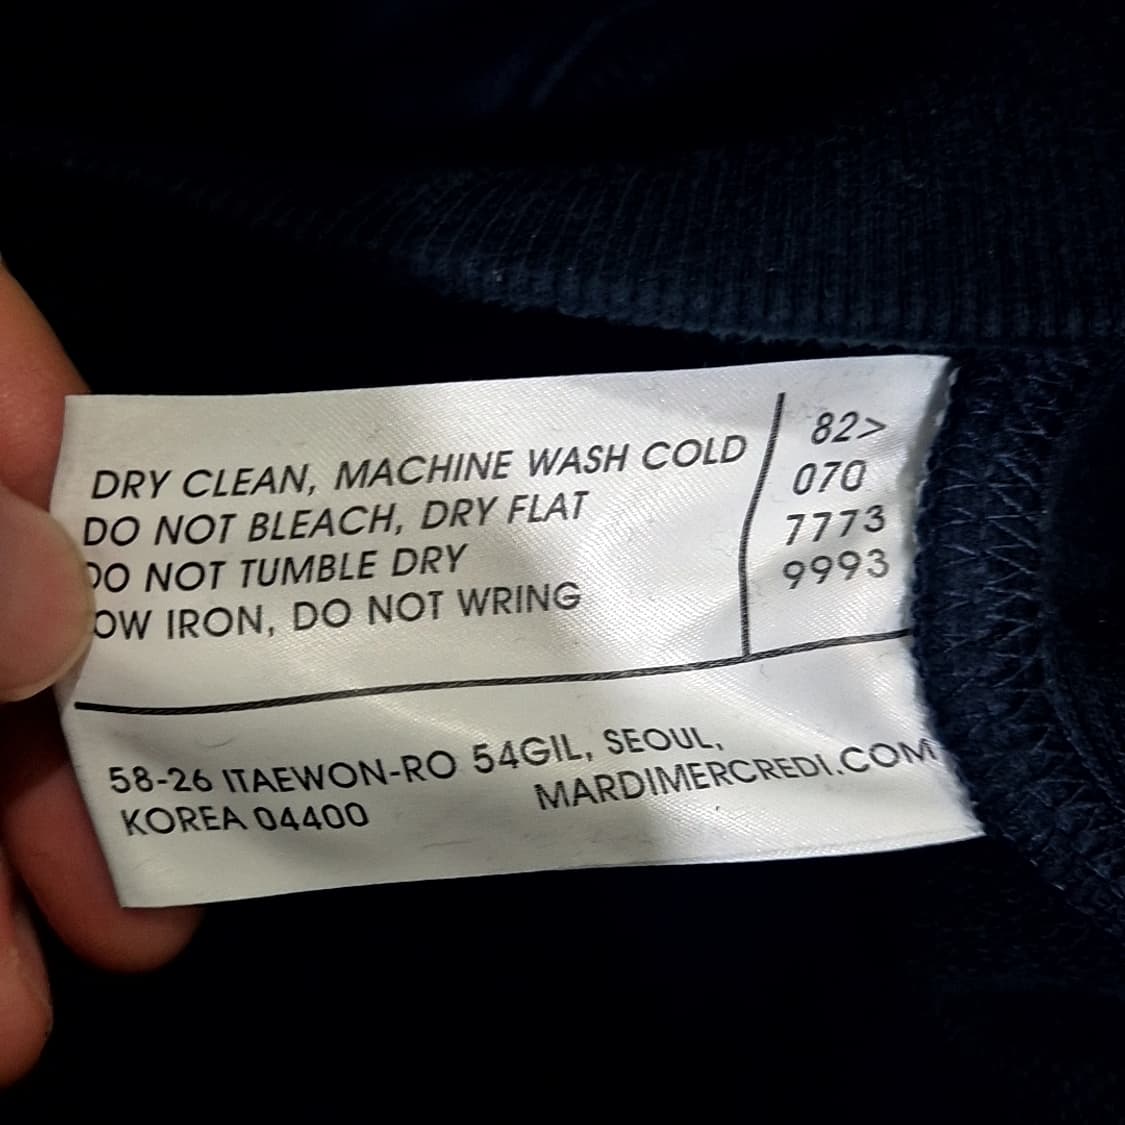 DRY CLEAN, MACHINE WASH COLD
DO NOT BLEACH, DRY FLAT
DO NOT TUMBLE DRY
OW IRON, DO NOT WRING
82>
070
7773
9993
58-26 ITAEWON-RO 54GIL, SEOUL,
KOREA 04400
MARDIMERCREDI.COM